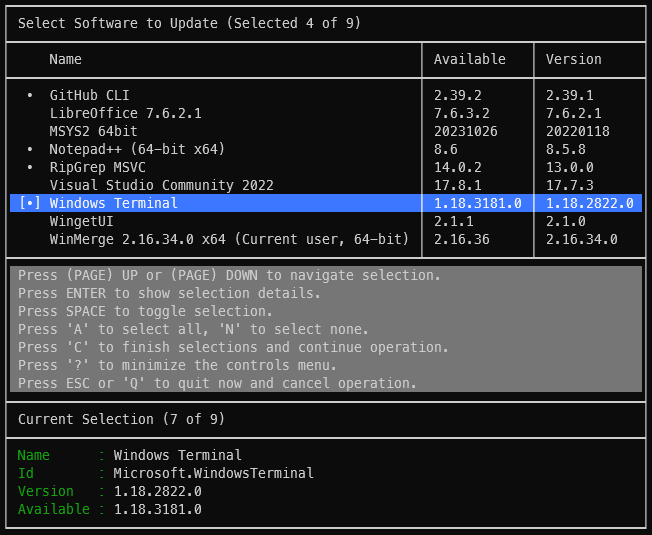 Select Software to Update (Selected 4 of 9)
Name Available Version
• GitHub CLI 2.39.2 2.39.1
LibreOffice 7.6.2.1 7.6.3.2 7.6.2.1
MSYS2 64bit 20231026 20220118
• Notepad++ (64-bit x64) 8.6 8.5.8
• RipGrep MSVC 14.0.2 13.0.0
Visual Studio Community 2022 17.8.1 17.7.3
[•] Windows Terminal 1.18.3181.0 1.18.2822.0
WingetUI 2.1.1 2.1.0
WinMerge 2.16.34.0 x64 (Current user, 64-bit) 2.16.36 2.16.34.0
Press (PAGE) UP or (PAGE) DOWN to navigate selection.
Press ENTER to show selection details.
Press SPACE to toggle selection.
Press 'A' to select all, 'N' to select none.
Press 'C' to finish selections and continue operation.
Press '?' to minimize the controls menu.
Press ESC or 'Q' to quit now and cancel operation.
Current Selection (7 of 9)
Name : Windows Terminal
Id : Microsoft.WindowsTerminal
Version : 1.18.2822.0
Available : 1.18.3181.0